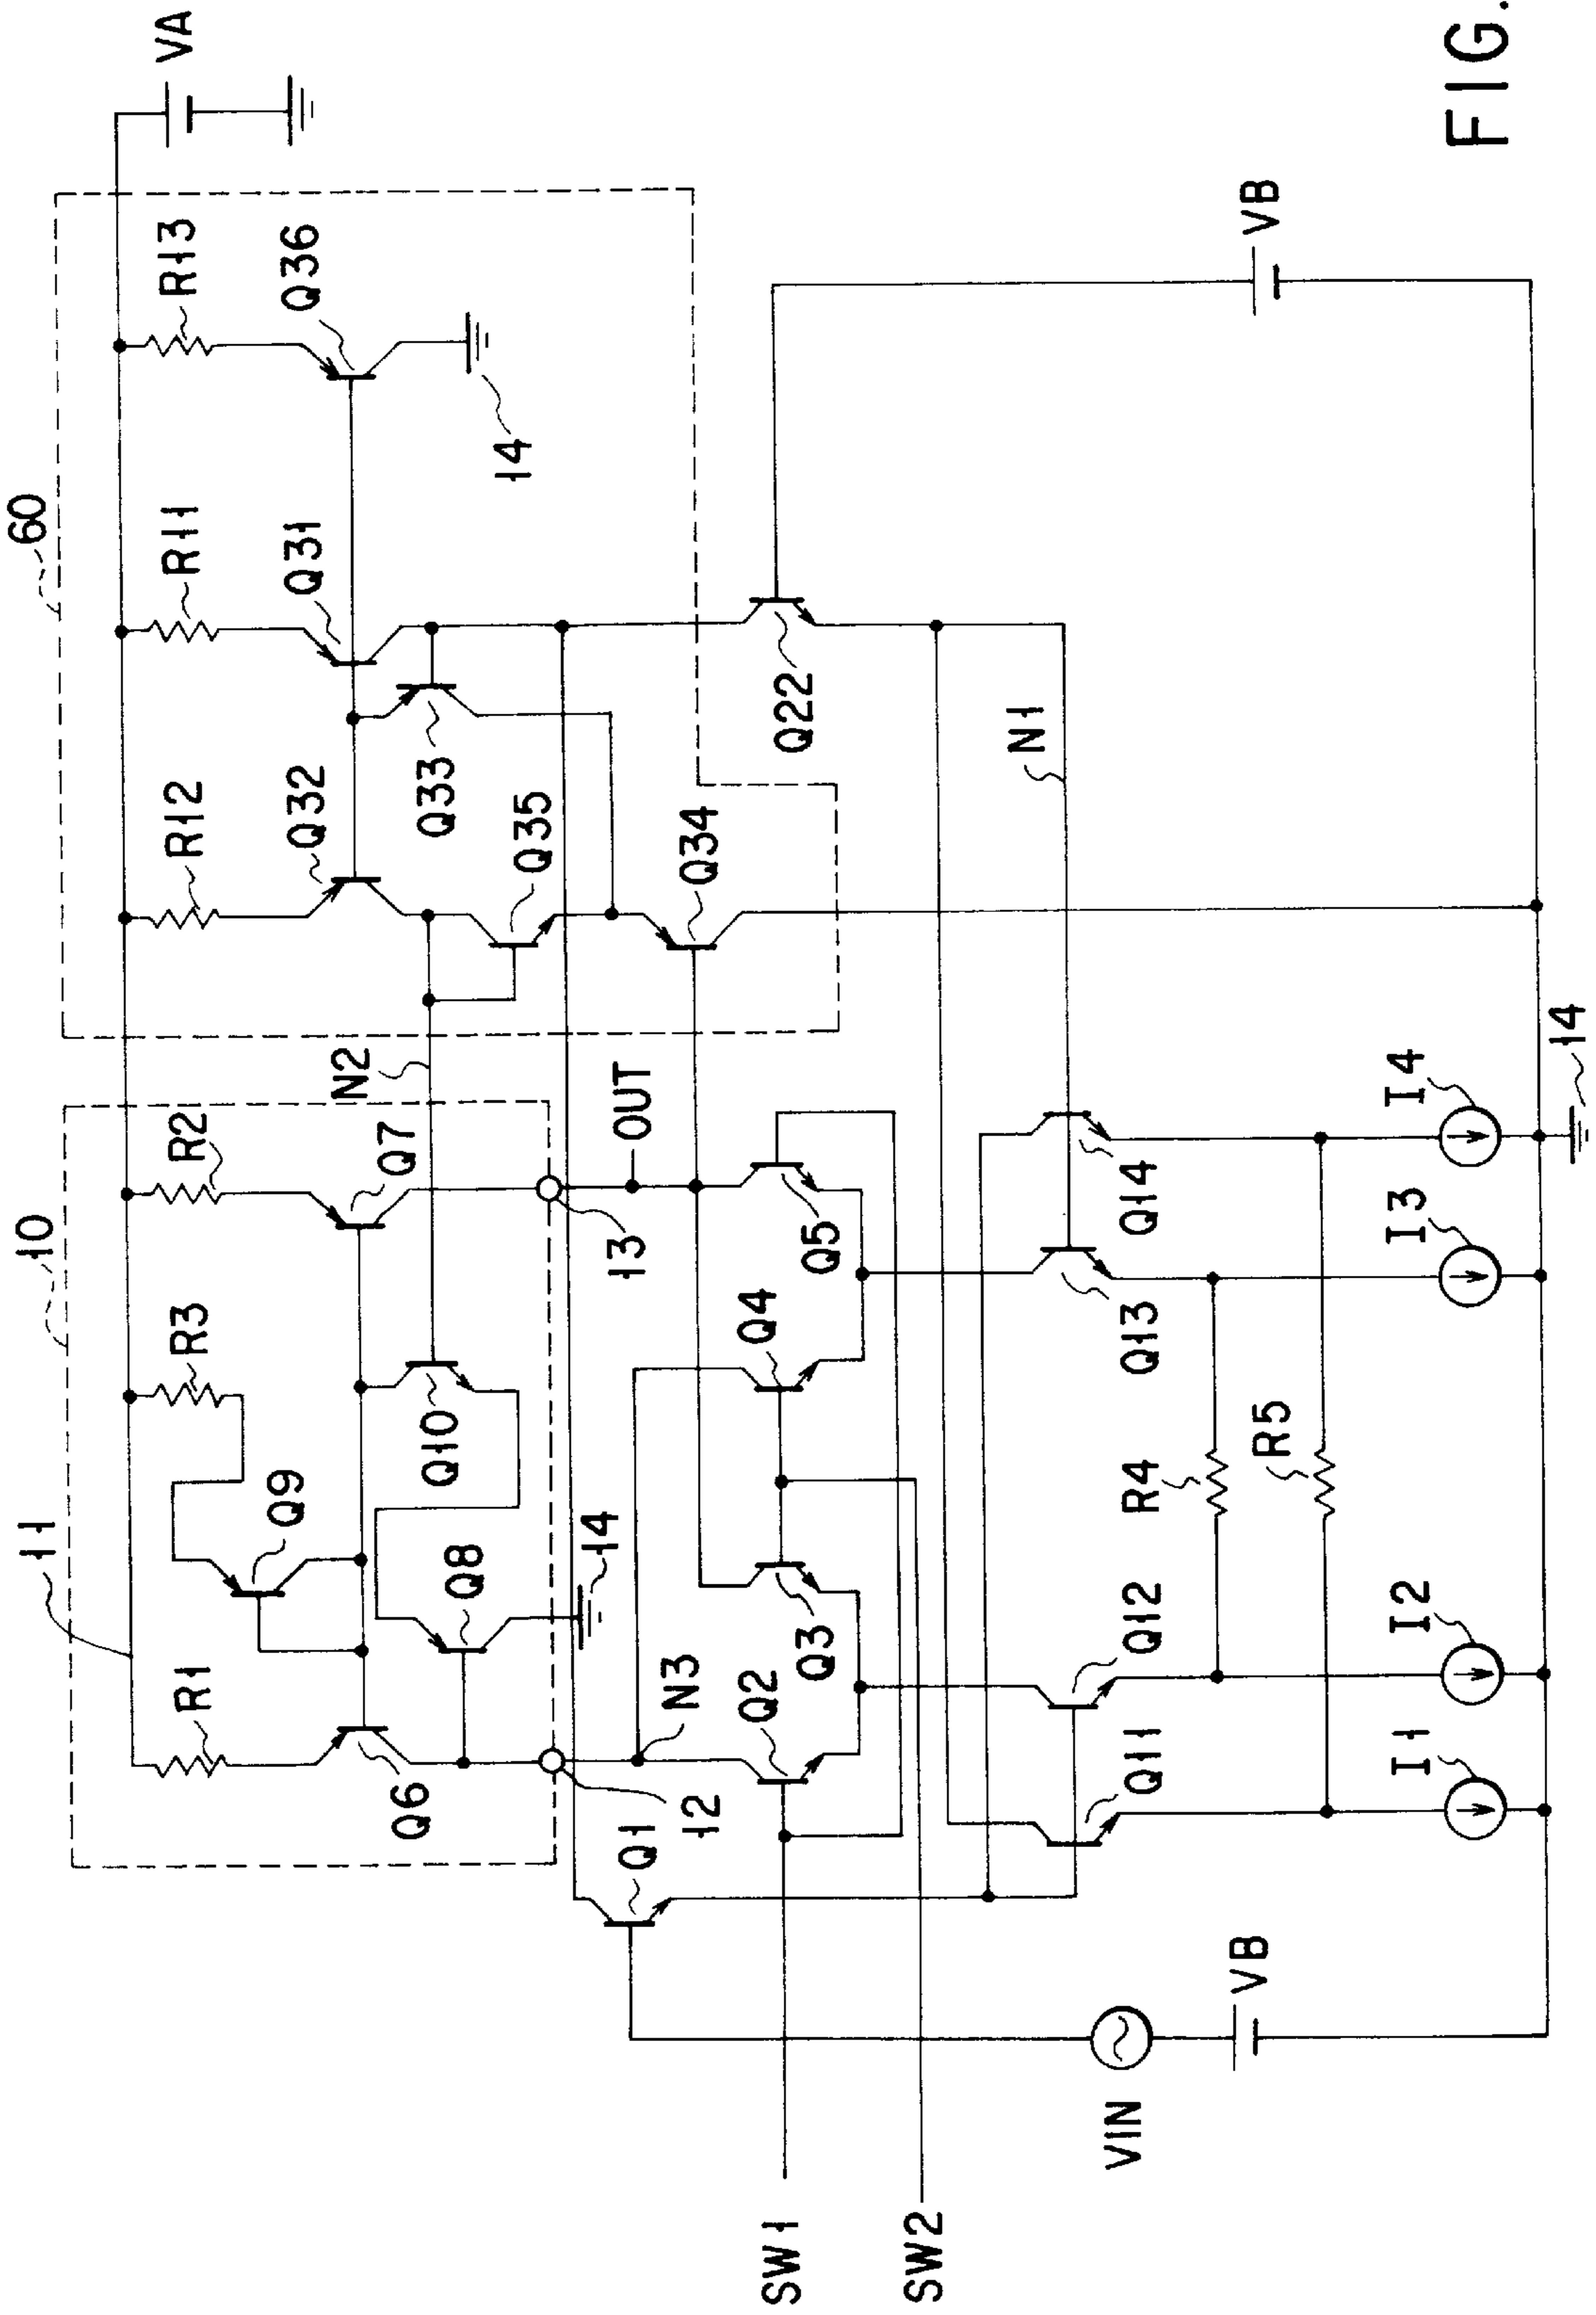 60
10
11
VA
R13
R11
R12
R2
R3
R1
Q36
Q31
Q32
Q7
Q9
Q6
14
Q33
Q35
N2
Q10
Q8
14
Q34
OUT
13
12
N3
Q1
Q22
Q5
Q4
Q3
Q2
N1
SW1
SW2
Q14
Q13
Q12
Q11
R4
R5
VB
VB
VIN
I4
I3
I2
I1
14
FIG.